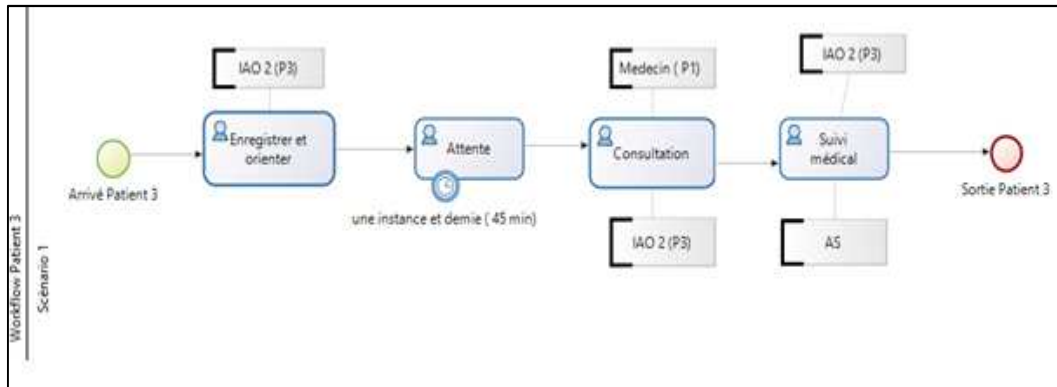 Workflow Patient 3
Scénario 1
Arrivé Patient 3
IAO 2 (P3)
Enregistrer et
orienter
Attente
une instance et demie ( 45 min)
Medecin ( P1)
Consultation
IAO 2 (P3)
IAO 2 (P3)
Suivi
médical
AS
Sortie Patient 3